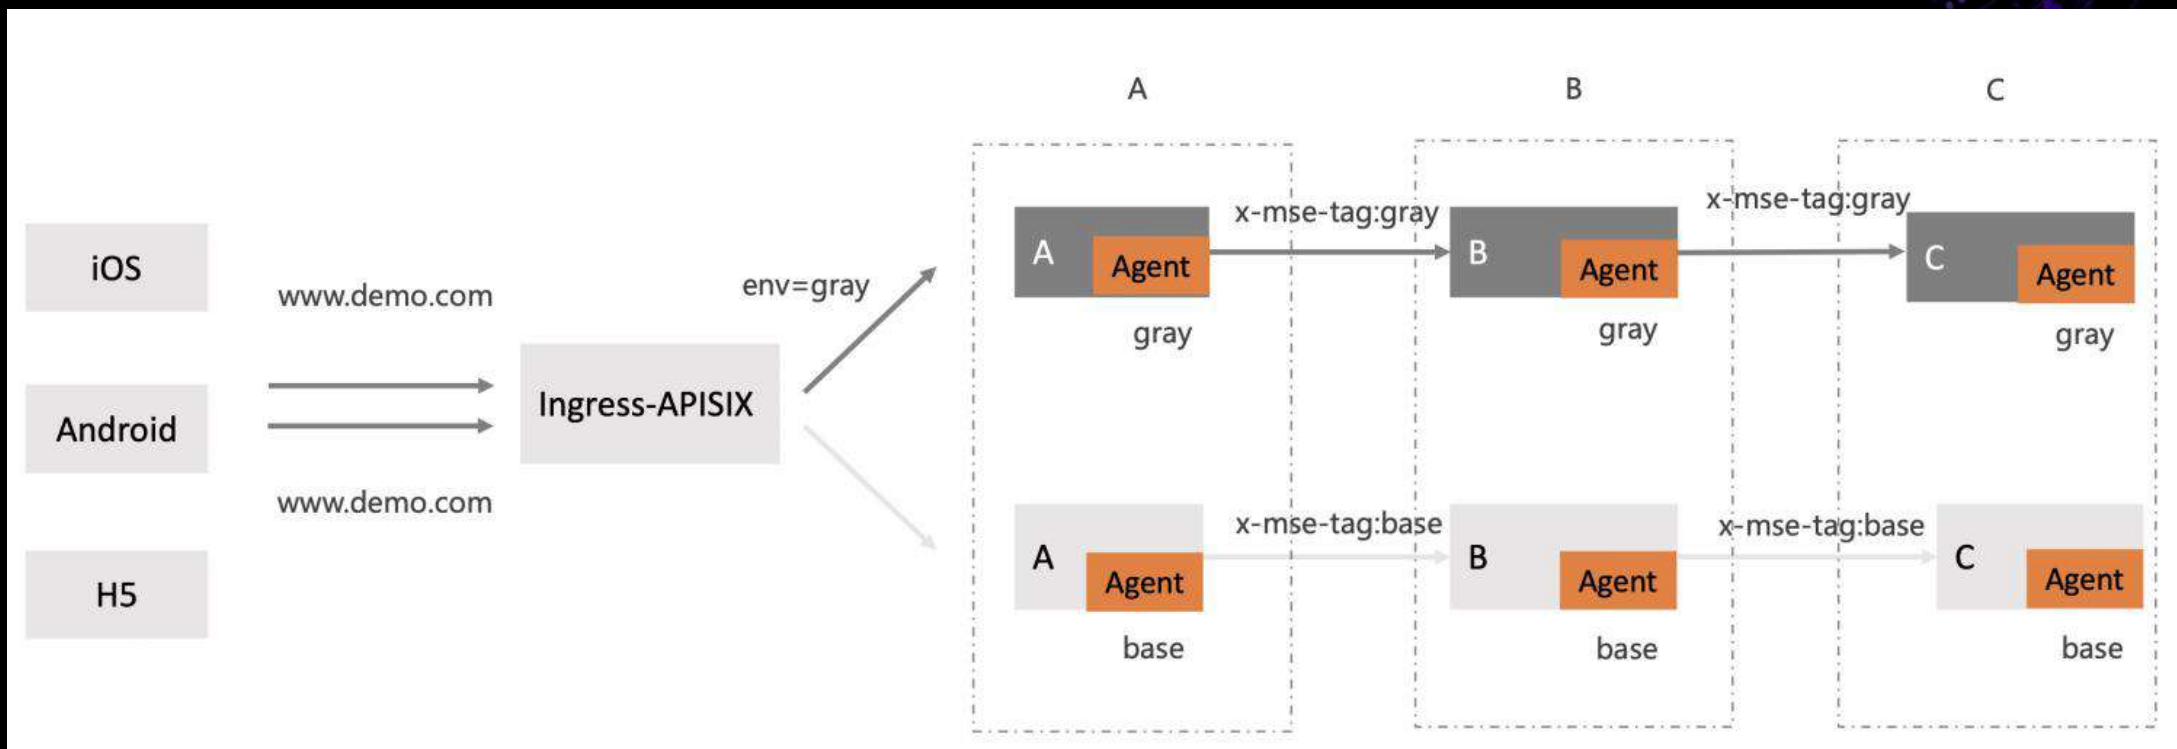 A
B
C
iOS
Android
H5
www.demo.com
www.demo.com
Ingress-APISIX
env=gray
A
Agent
gray
x-mse-tag:gray
B
Agent
gray
x-mse-tag:gray
C
Agent
gray
A
Agent
base
x-mse-tag:base
B
Agent
base
x-mse-tag:base
C
Agent
base